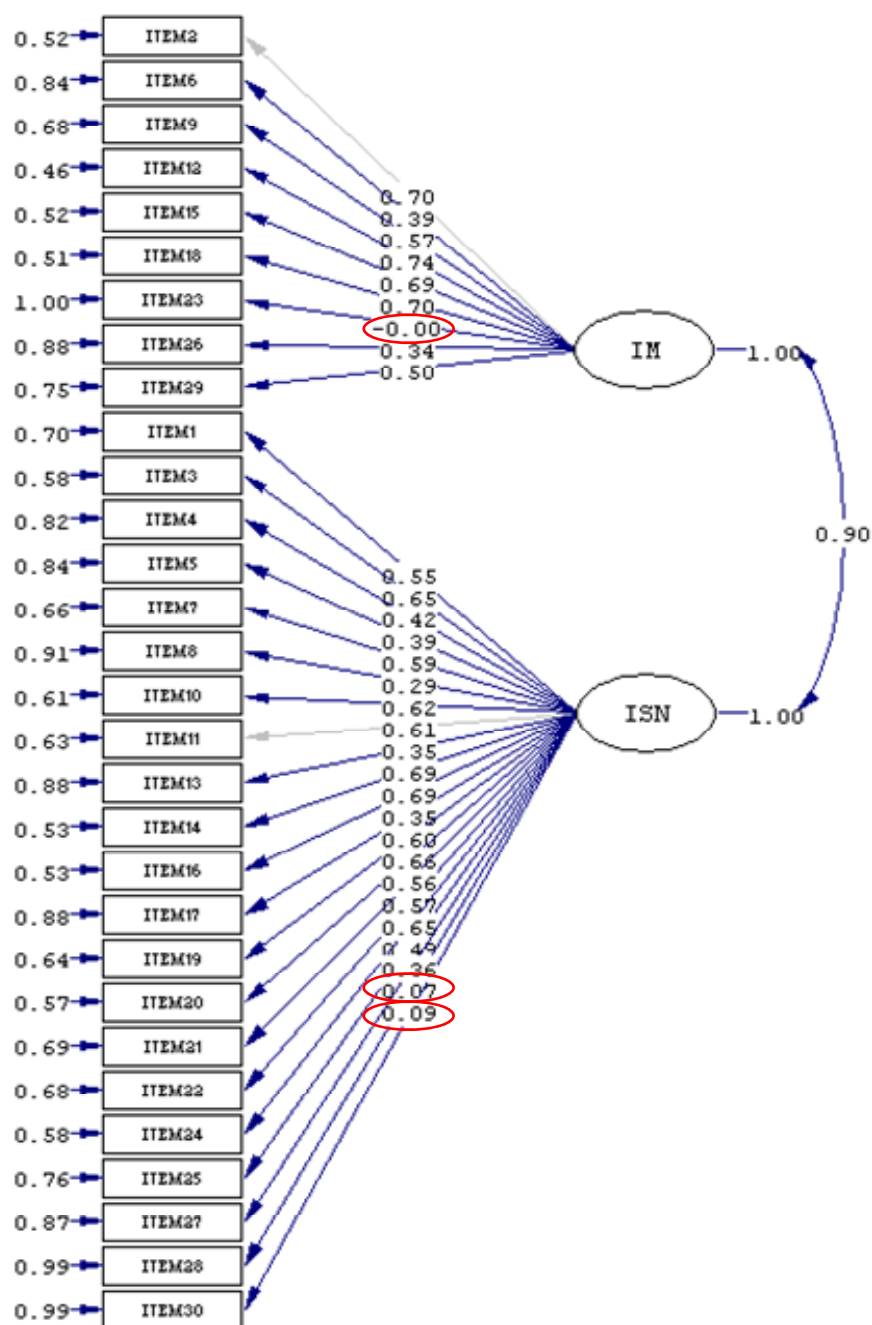 0.52 ITEM2
0.84 ITEM6
0.68 ITEM9
0.46 ITEM12
0.52 ITEM15
0.51 ITEM18
1.00 ITEM23
0.88 ITEM26
0.75 ITEM29
0.70 ITEM1
0.58 ITEM3
0.82 ITEM4
0.84 ITEM5
0.66 ITEM7
0.91 ITEM8
0.61 ITEM10
0.63 ITEM11
0.88 ITEM13
0.53 ITEM14
0.53 ITEM16
0.88 ITEM17
0.64 ITEM19
0.57 ITEM20
0.69 ITEM21
0.68 ITEM22
0.58 ITEM24
0.76 ITEM25
0.87 ITEM27
0.99 ITEM28
0.99 ITEM30
0.70
0.39
0.57
0.74
0.69
0.70
-0.00
0.34
0.50
0.55
0.65
0.42
0.39
0.59
0.29
0.62
0.61
0.35
0.69
0.69
0.35
0.60
0.66
0.56
0.57
0.65
0.49
0.36
0.07
0.09
IM 1.00
ISN 1.00
0.90